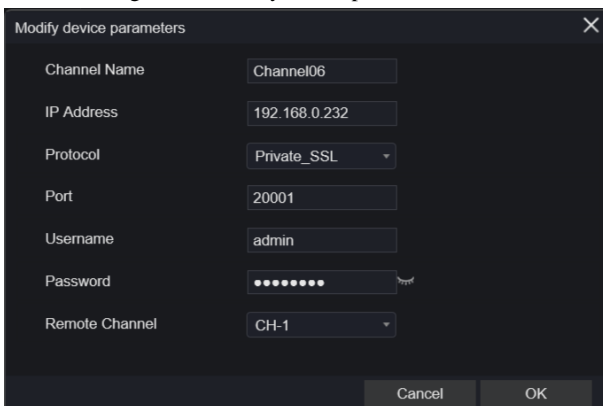 Modify device parameters
Channel Name Channel06
IP Address 192.168.0.232
Protocol Private_SSL
Port 20001
Username admin
Password ●●●●●●●●
Remote Channel CH-1
Cancel OK